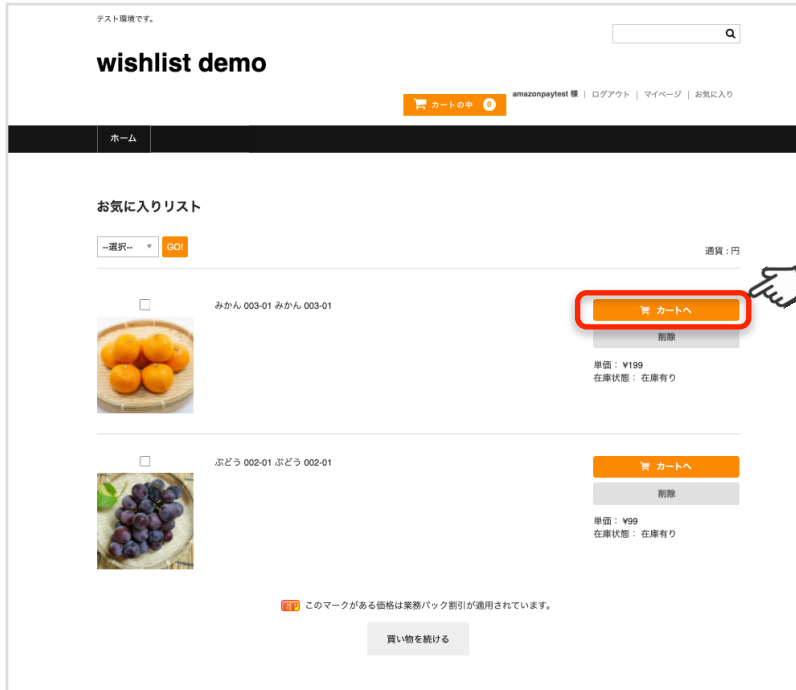 テスト環境です。
wishlist demo
カートの中 0
amazonpaytest 様 | ログアウト | マイページ | お気に入り
ホーム
お気に入りリスト
--選択-- GO!
通貨 : 円
みかん 003-01 みかん 003-01
カートへ
削除
単価： ¥199
在庫状態： 在庫有り
ぶどう 002-01 ぶどう 002-01
カートへ
削除
単価： ¥99
在庫状態： 在庫有り
このマークがある価格は業務パック割引が適用されています。
買い物を続ける